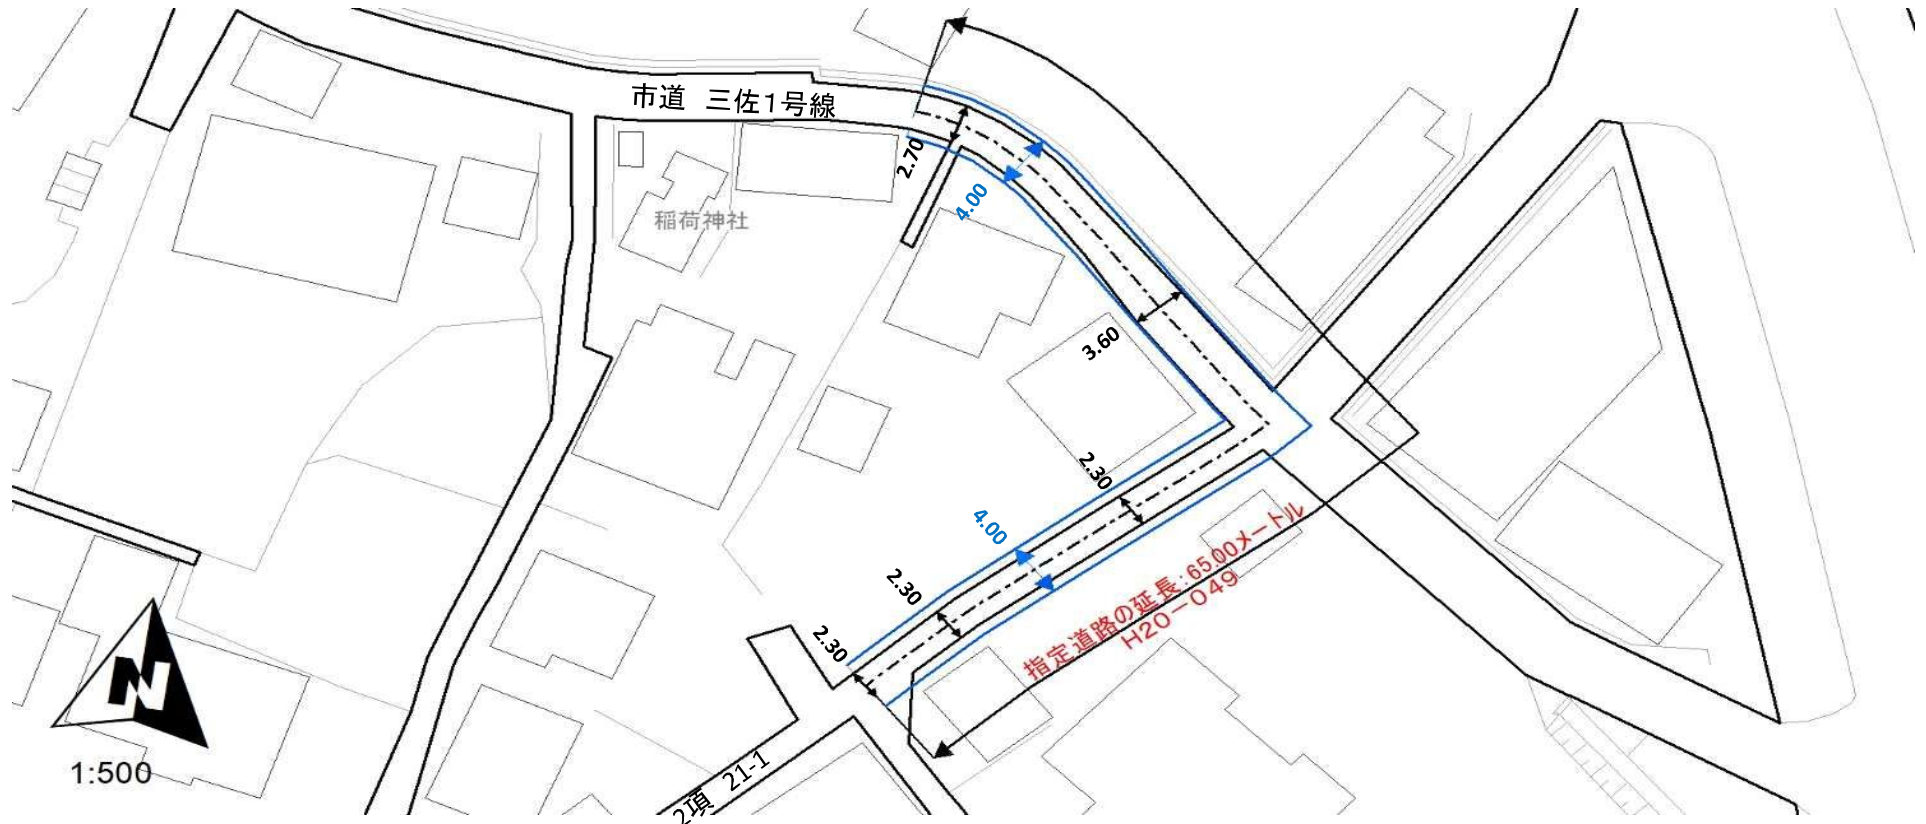 市道 三佐1号線
2.70
4.00
稲荷神社
3.60
2.30
4.00
2.30
2.30
指定道路の延長:65.00メートル
H20-049
N
1:500
2項 21-1